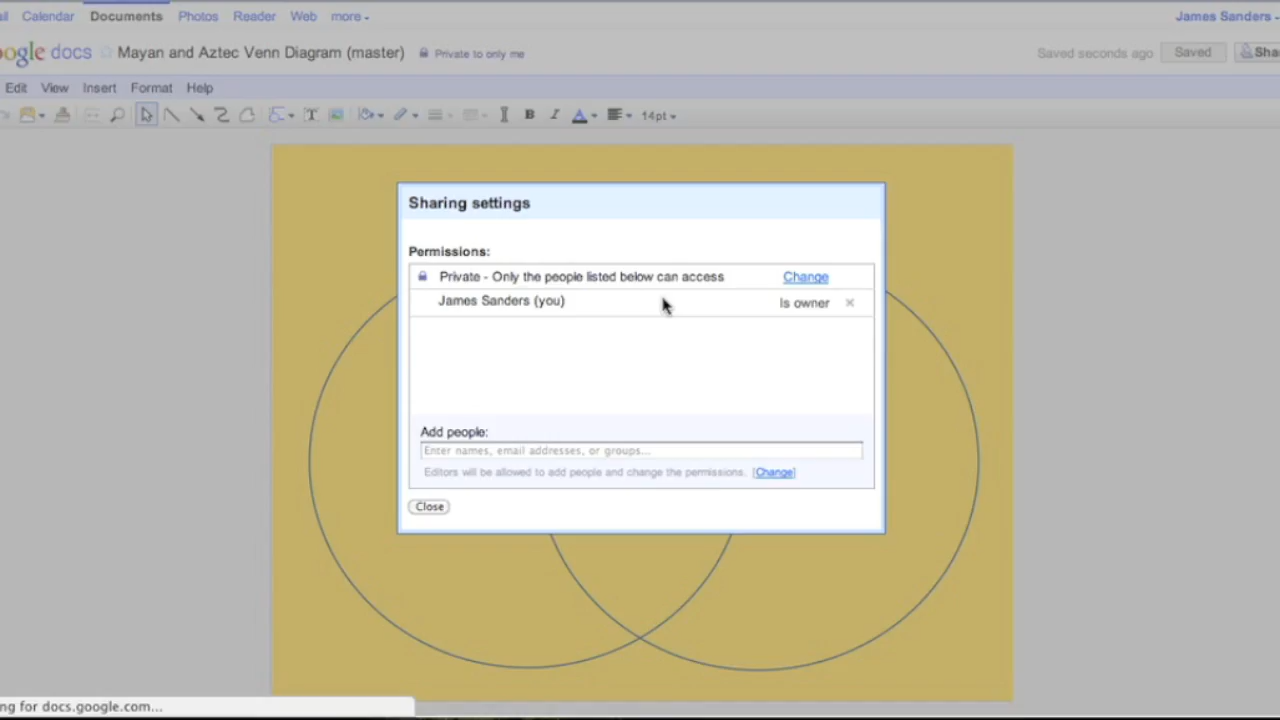 Calendar Documents Photos Reader Web more James Sanders
docs Mayan and Aztec Venn Diagram (master) Private to only me Saved seconds ago Saved
Edit View Insert Format Help
T B I A 14pt
Sharing settings
Permissions:
Private - Only the people listed below can access Change
James Sanders (you) Is owner
Add people:
Enter names, email addresses, or groups...
Editors will be allowed to add people and change the permissions. [Change]
Close
for docs.google.com...